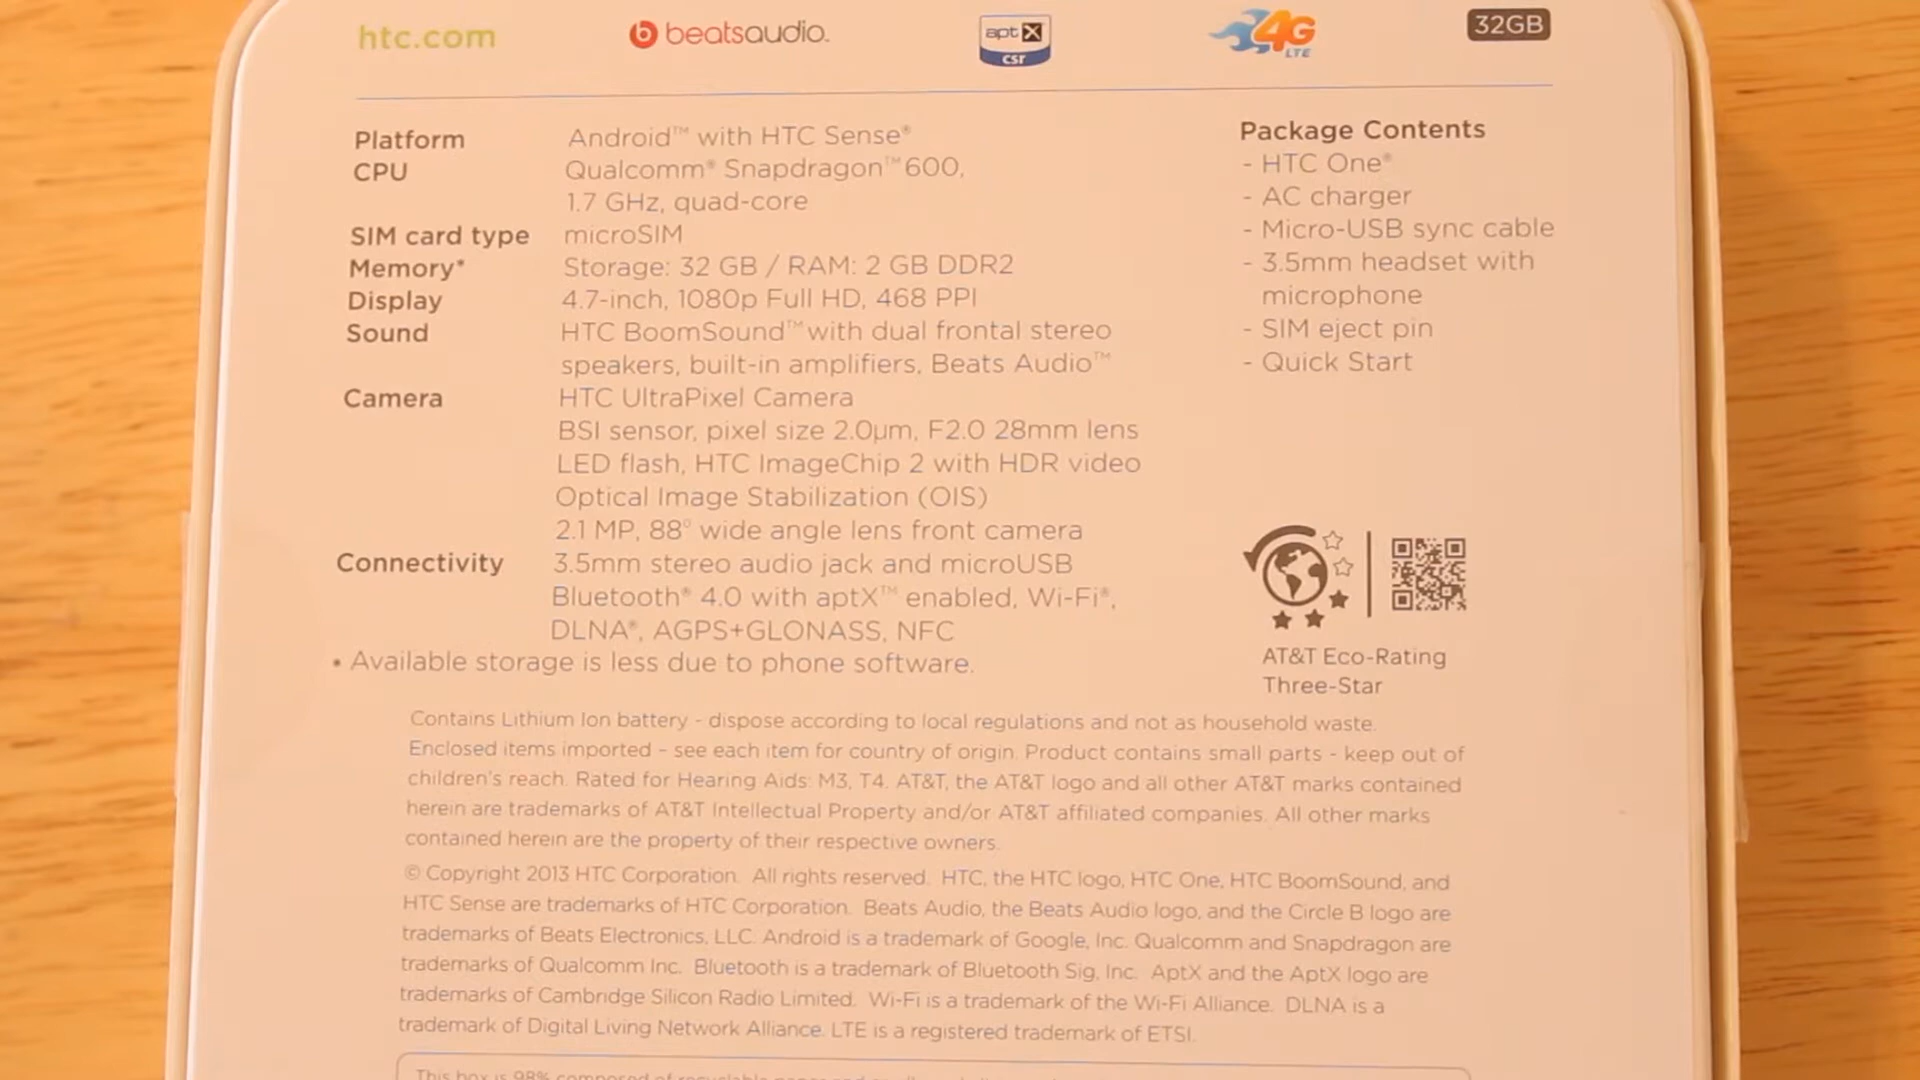 htc.com
beatsaudio.
aptX
csr
4G
LTE
32GB
Platform Android™ with HTC Sense®
CPU Qualcomm® Snapdragon™ 600,
1.7 GHz, quad-core
SIM card type microSIM
Memory* Storage: 32 GB / RAM: 2 GB DDR2
Display 4.7-inch, 1080p Full HD, 468 PPI
Sound HTC BoomSound™ with dual frontal stereo
speakers, built-in amplifiers, Beats Audio™
Camera HTC UltraPixel Camera
BSI sensor, pixel size 2.0µm, F2.0 28mm lens
LED flash, HTC ImageChip 2 with HDR video
Optical Image Stabilization (OIS)
2.1 MP, 88° wide angle lens front camera
Connectivity 3.5mm stereo audio jack and microUSB
Bluetooth® 4.0 with aptX™ enabled, Wi-Fi®,
DLNA®, AGPS+GLONASS, NFC
• Available storage is less due to phone software.
Package Contents
- HTC One®
- AC charger
- Micro-USB sync cable
- 3.5mm headset with
microphone
- SIM eject pin
- Quick Start
AT&T Eco-Rating
Three-Star
Contains Lithium Ion battery - dispose according to local regulations and not as household waste.
Enclosed items imported - see each item for country of origin. Product contains small parts - keep out of
children's reach. Rated for Hearing Aids: M3, T4. AT&T, the AT&T logo and all other AT&T marks contained
herein are trademarks of AT&T Intellectual Property and/or AT&T affiliated companies. All other marks
contained herein are the property of their respective owners.
© Copyright 2013 HTC Corporation. All rights reserved. HTC, the HTC logo, HTC One, HTC BoomSound, and
HTC Sense are trademarks of HTC Corporation. Beats Audio, the Beats Audio logo, and the Circle B logo are
trademarks of Beats Electronics, LLC. Android is a trademark of Google, Inc. Qualcomm and Snapdragon are
trademarks of Qualcomm Inc. Bluetooth is a trademark of Bluetooth Sig, Inc. AptX and the AptX logo are
trademarks of Cambridge Silicon Radio Limited. Wi-Fi is a trademark of the Wi-Fi Alliance. DLNA is a
trademark of Digital Living Network Alliance. LTE is a registered trademark of ETSI.
This box is 98% composed of